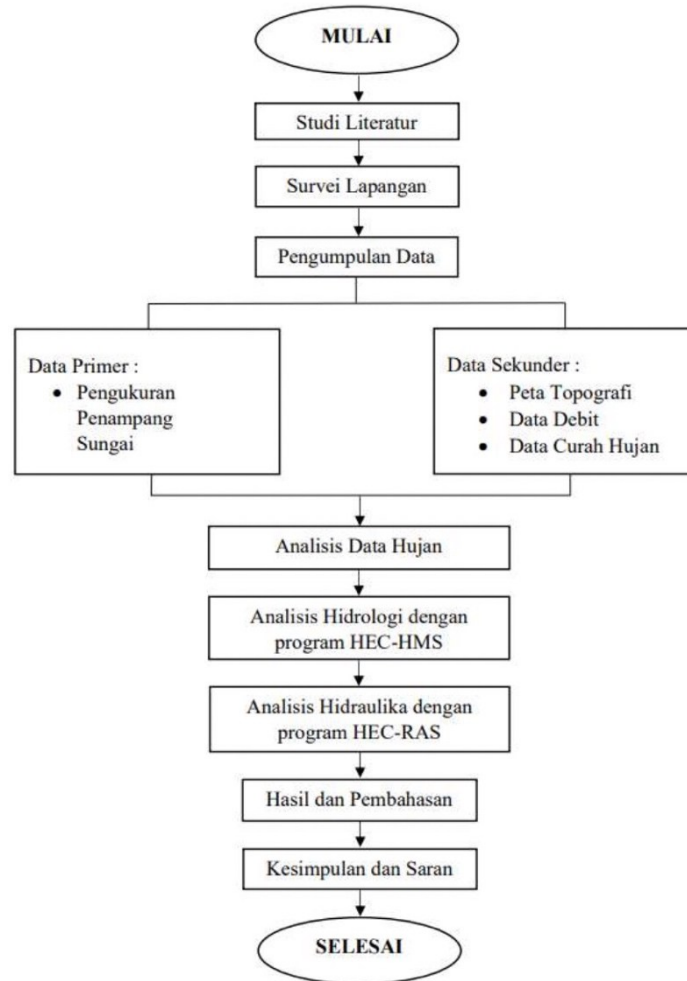 MULAI
Studi Literatur
Survei Lapangan
Pengumpulan Data
Data Primer :
• Pengukuran
Penampang
Sungai
Data Sekunder :
• Peta Topografi
• Data Debit
• Data Curah Hujan
Analisis Data Hujan
Analisis Hidrologi dengan
program HEC-HMS
Analisis Hidraulika dengan
program HEC-RAS
Hasil dan Pembahasan
Kesimpulan dan Saran
SELESAI